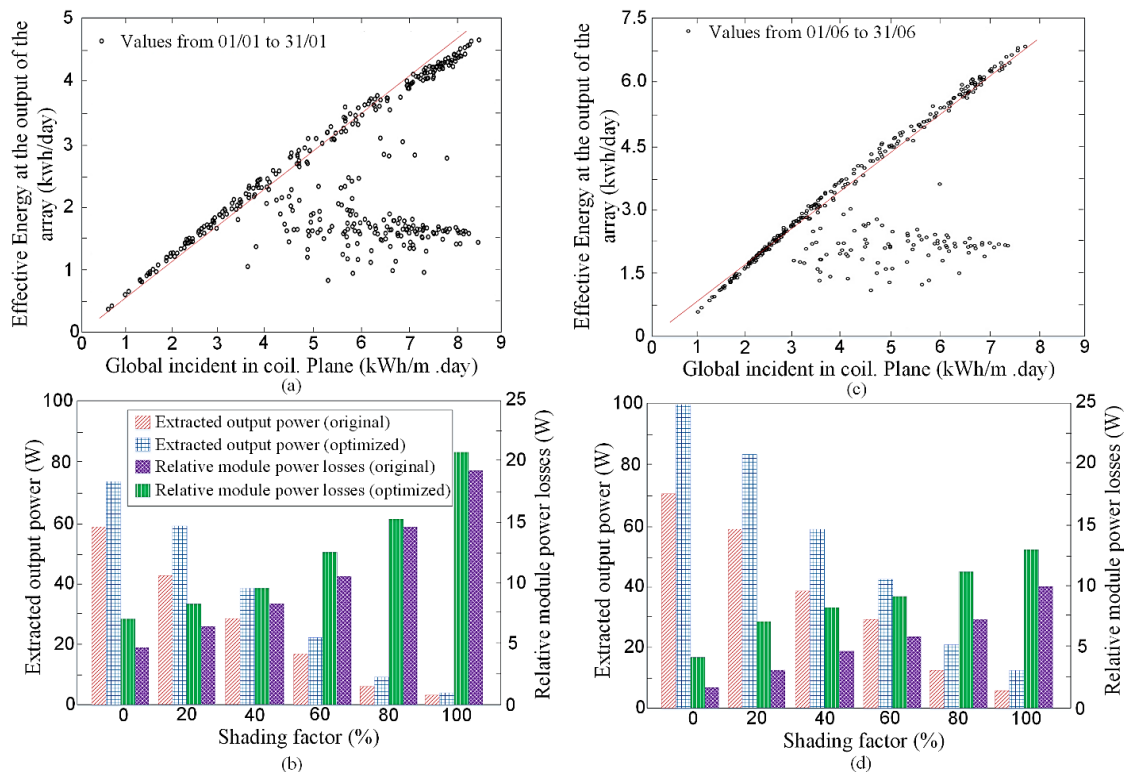 Effective Energy at the output of the
array (kwh/day)
5
4
3
2
1
0
Values from 01/01 to 31/01
0 1 2 3 4 5 6 7 8 9
Global incident in coil. Plane (kWh/m .day)
(a)
Effective Energy at the output of the
array (kwh/day)
7.5
6.0
4.5
3.0
1.5
0
Values from 01/06 to 31/06
0 1 2 3 4 5 6 7 8 9
Global incident in coil. Plane (kWh/m .day)
(c)
Extracted output power (W)
100
80
60
40
20
0
Extracted output power (original)
Extracted output power (optimized)
Relative module power losses (original)
Relative module power losses (optimized)
25
20
15
10
5
0
Relative module power losses (W)
0 20 40 60 80 100
Shading factor (%)
(b)
Extracted output power (W)
100
80
60
40
20
0
25
20
15
10
5
0
Relative module power losses (W)
0 20 40 60 80 100
Shading factor (%)
(d)